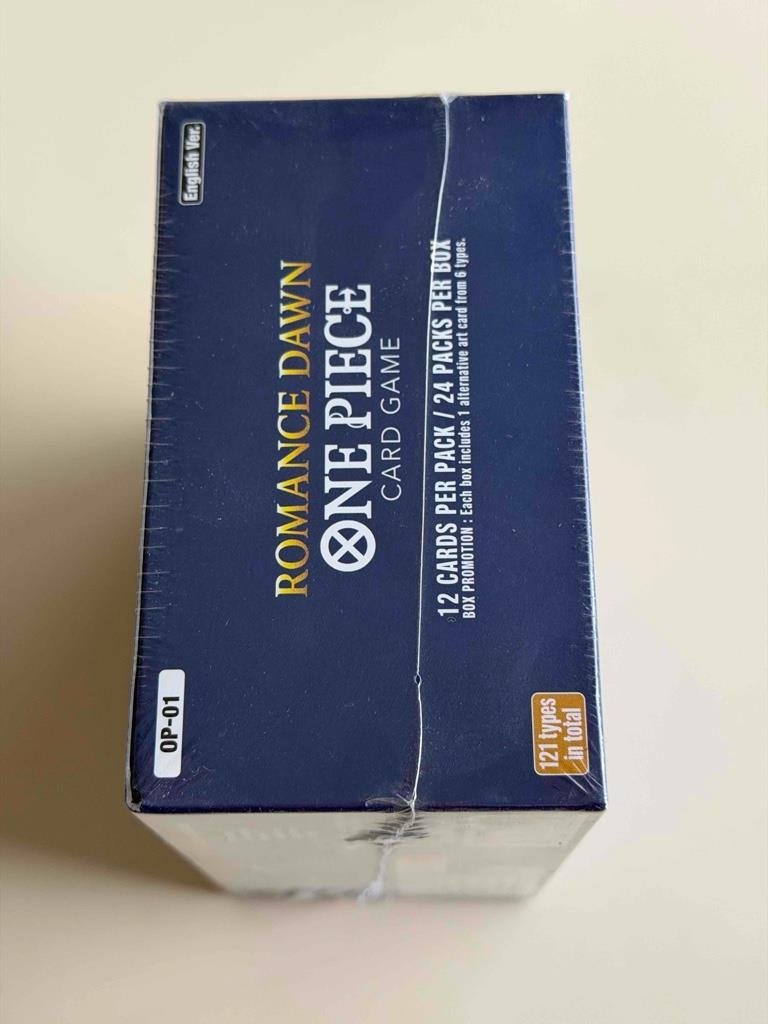 OP-01
English Ver.
ROMANCE DAWN
ONE PIECE
CARD GAME
12 CARDS PER PACK / 24 PACKS PER BOX
BOX PROMOTION : Each box includes 1 alternative art card from 6 types.
121 types
in total